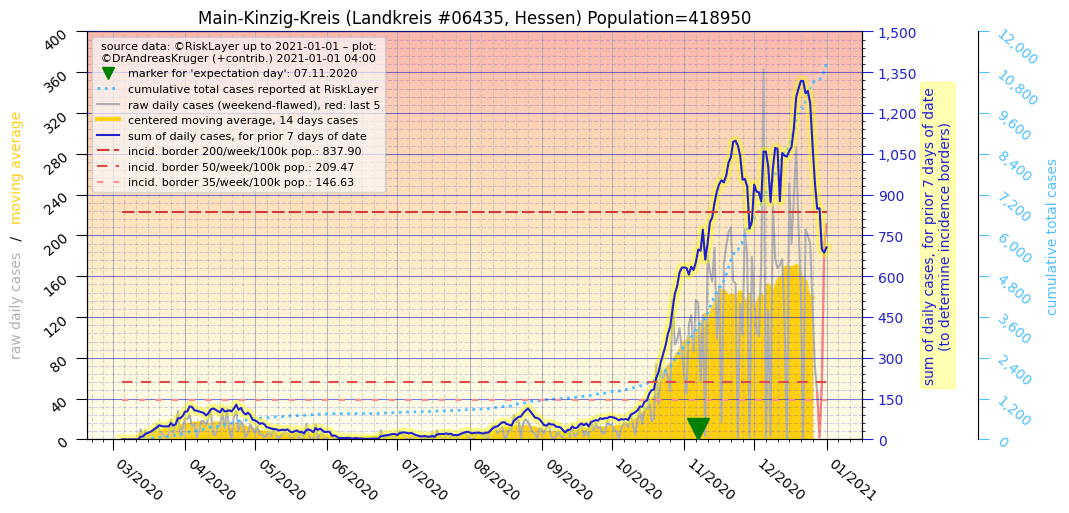 Main-Kinzig-Kreis (Landkreis #06435, Hessen) Population=418950
source data: ©RiskLayer up to 2021-01-01 – plot:
©DrAndreasKruger (+contrib.) 2021-01-01 04:00
marker for 'expectation day': 07.11.2020
cumulative total cases reported at RiskLayer
raw daily cases (weekend-flawed), red: last 5
centered moving average, 14 days cases
sum of daily cases, for prior 7 days of date
incid. border 200/week/100k pop.: 837.90
incid. border 50/week/100k pop.: 209.47
incid. border 35/week/100k pop.: 146.63
raw daily cases / moving average
400
360
320
280
240
200
160
120
80
40
0
03/2020
04/2020
05/2020
06/2020
07/2020
08/2020
09/2020
10/2020
11/2020
12/2020
01/2021
1,500
1,350
1,200
1,050
900
750
600
450
300
150
0
sum of daily cases, for prior 7 days of date
(to determine incidence borders)
12,000
10,800
9,600
8,400
7,200
6,000
4,800
3,600
2,400
1,200
0
cumulative total cases